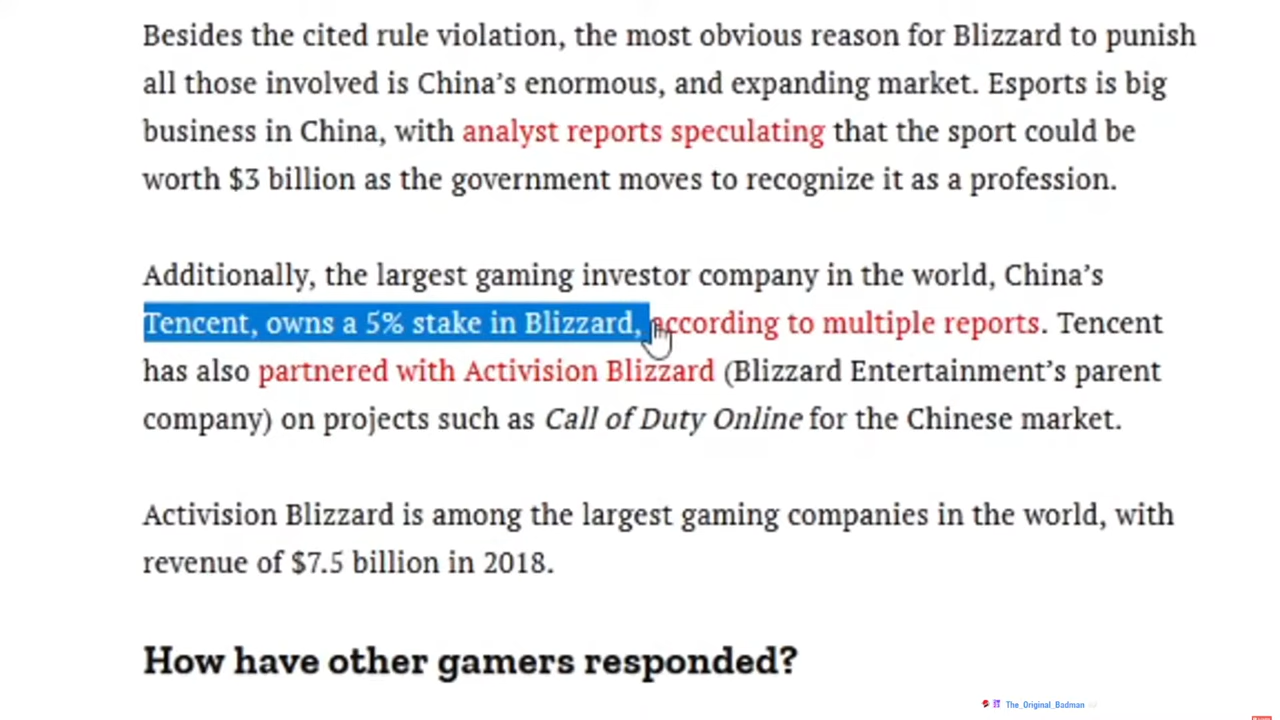 Besides the cited rule violation, the most obvious reason for Blizzard to punish
all those involved is China’s enormous, and expanding market. Esports is big
business in China, with analyst reports speculating that the sport could be
worth $3 billion as the government moves to recognize it as a profession.
Additionally, the largest gaming investor company in the world, China’s
Tencent, owns a 5% stake in Blizzard, according to multiple reports. Tencent
has also partnered with Activision Blizzard (Blizzard Entertainment’s parent
company) on projects such as Call of Duty Online for the Chinese market.
Activision Blizzard is among the largest gaming companies in the world, with
revenue of $7.5 billion in 2018.
How have other gamers responded?
The_Original_Badman